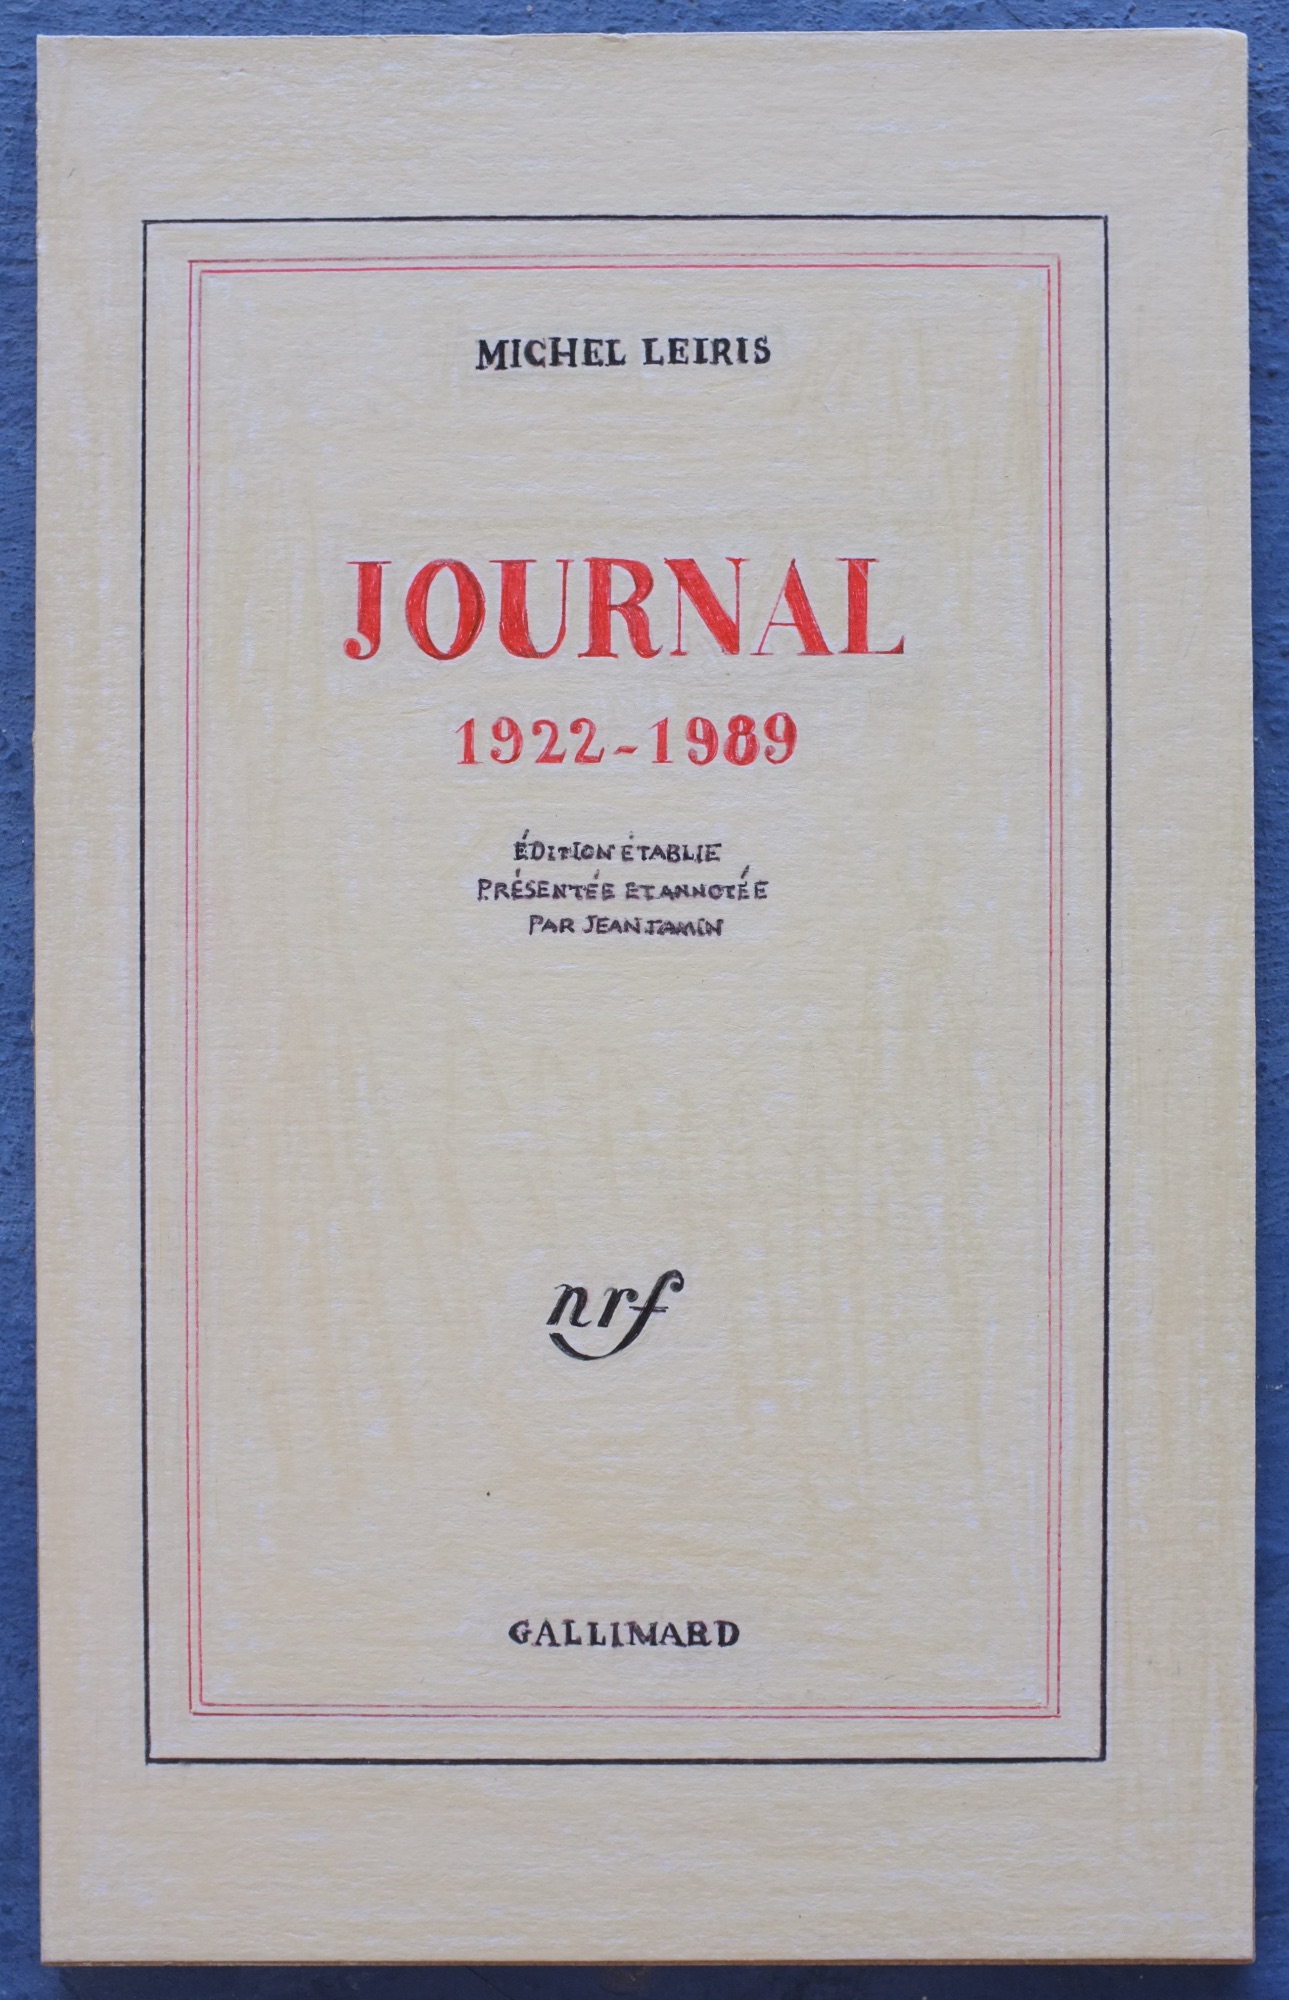 MICHEL LEIRIS
JOURNAL
1922-1989
ÉDITION ÉTABLIE
PRÉSENTÉE ET ANNOTÉE
PAR JEAN JAMIN
nrf
GALLIMARD